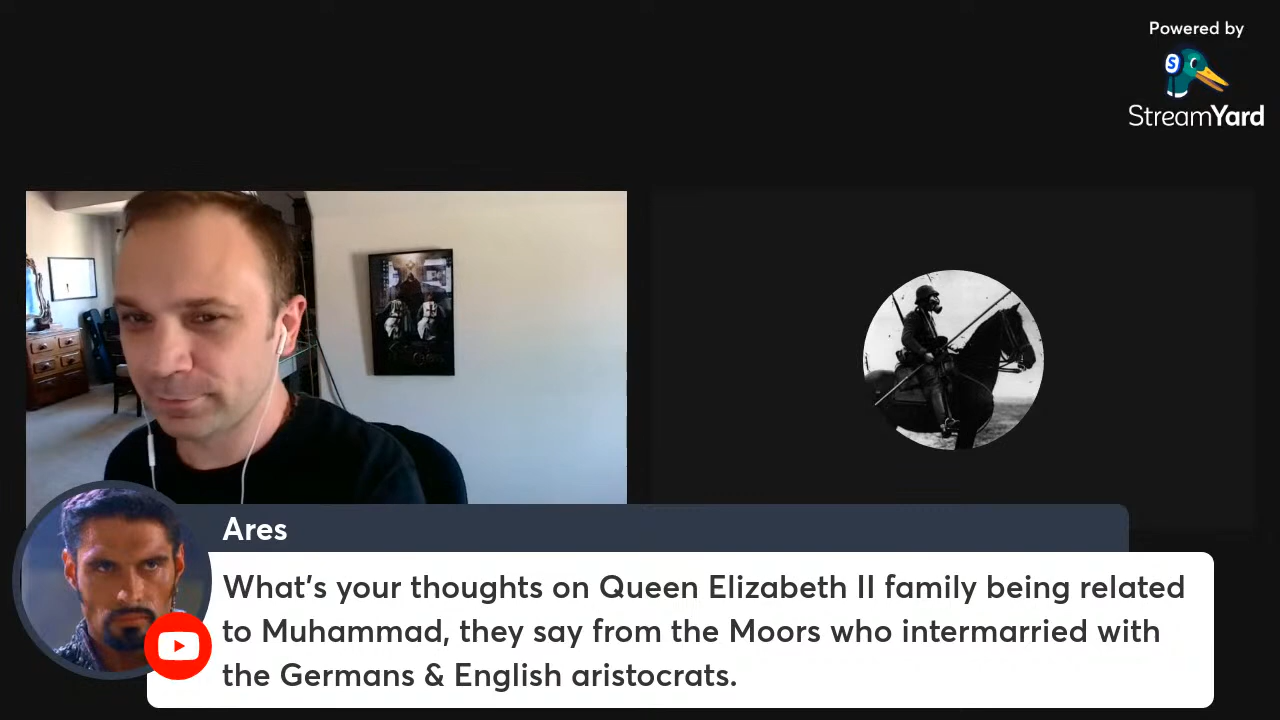 Powered by
S
StreamYard
Ares
What's your thoughts on Queen Elizabeth II family being related
to Muhammad, they say from the Moors who intermarried with
the Germans & English aristocrats.